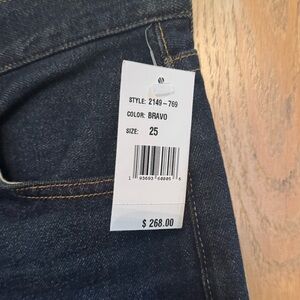 STYLE: 2149-769
COLOR: BRAVO
SIZE: 25
$ 268.00